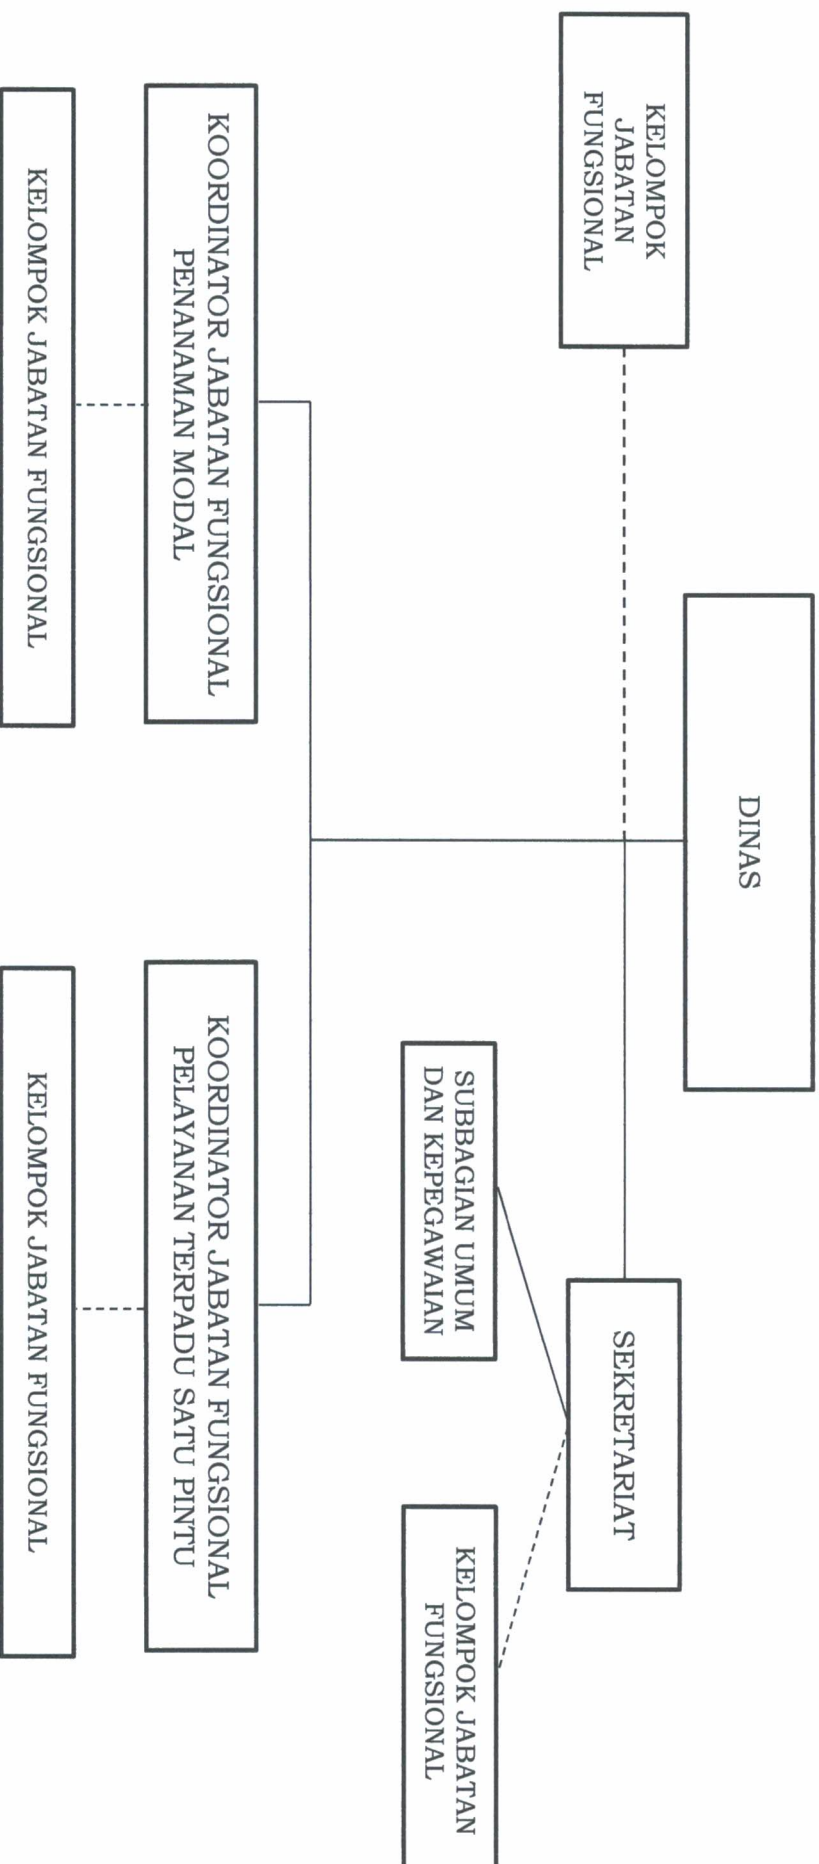 DINAS
KELOMPOK
JABATAN
FUNGSIONAL
SEKRETARIAT
SUBBAGIAN UMUM
DAN KEPEGAWAIAN
KELOMPOK JABATAN
FUNGSIONAL
KOORDINATOR JABATAN FUNGSIONAL
PENANAMAN MODAL
KOORDINATOR JABATAN FUNGSIONAL
PELAYANAN TERPADU SATU PINTU
KELOMPOK JABATAN FUNGSIONAL
KELOMPOK JABATAN FUNGSIONAL